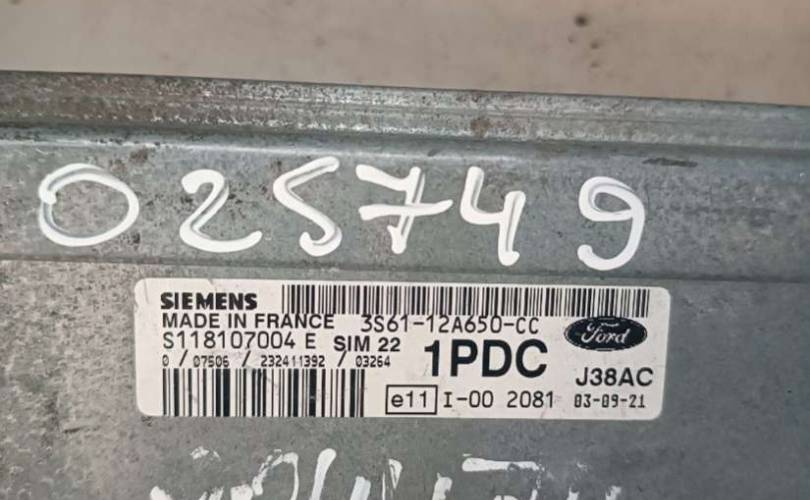 025749
SIEMENS
MADE IN FRANCE 3S61-12A650-CC
S118107004 E SIM 22 1PDC Ford
0 / 07506 / 232411392 / 03264
J38AC
e11 I-00 2081 03-09-21